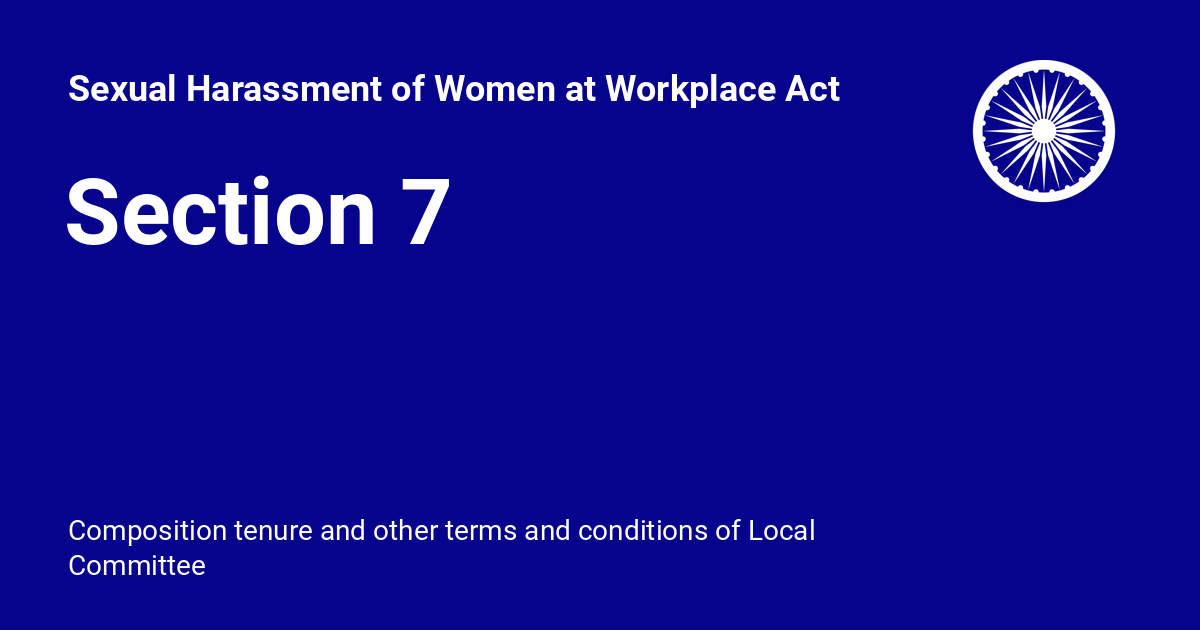 Sexual Harassment of Women at Workplace Act
Section 7
Composition tenure and other terms and conditions of Local
Committee